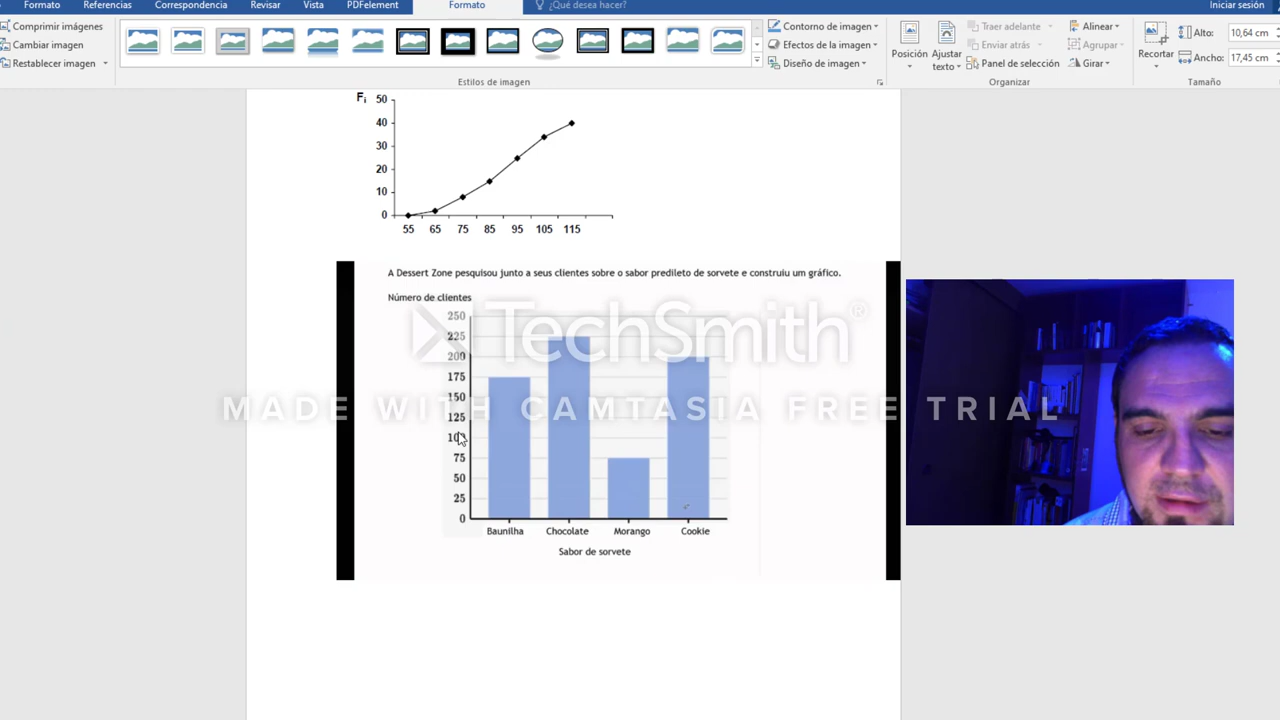 Formato Referencias Correspondencia Revisar Vista PDFelement Formato ¿Qué desea hacer? Iniciar sesión
Comprimir imágenes
Cambiar imagen
Restablecer imagen
Estilos de imagen
Contorno de imagen
Efectos de la imagen
Diseño de imagen
Posición
Ajustar texto
Traer adelante
Enviar atrás
Panel de selección
Alinear
Agrupar
Girar
Organizar
Recortar
Alto: 10,64 cm
Ancho: 17,45 cm
Tamaño
Fi
50
40
30
20
10
0
55 65 75 85 95 105 115
A Dessert Zone pesquisou junto a seus clientes sobre o sabor predileto de sorvete e construiu um gráfico.
Número de clientes
250
225
200
175
150
125
100
75
50
25
0
Baunilha Chocolate Morango Cookie
Sabor de sorvete
TechSmith®
MADE WITH CAMTASIA FREE TRIAL